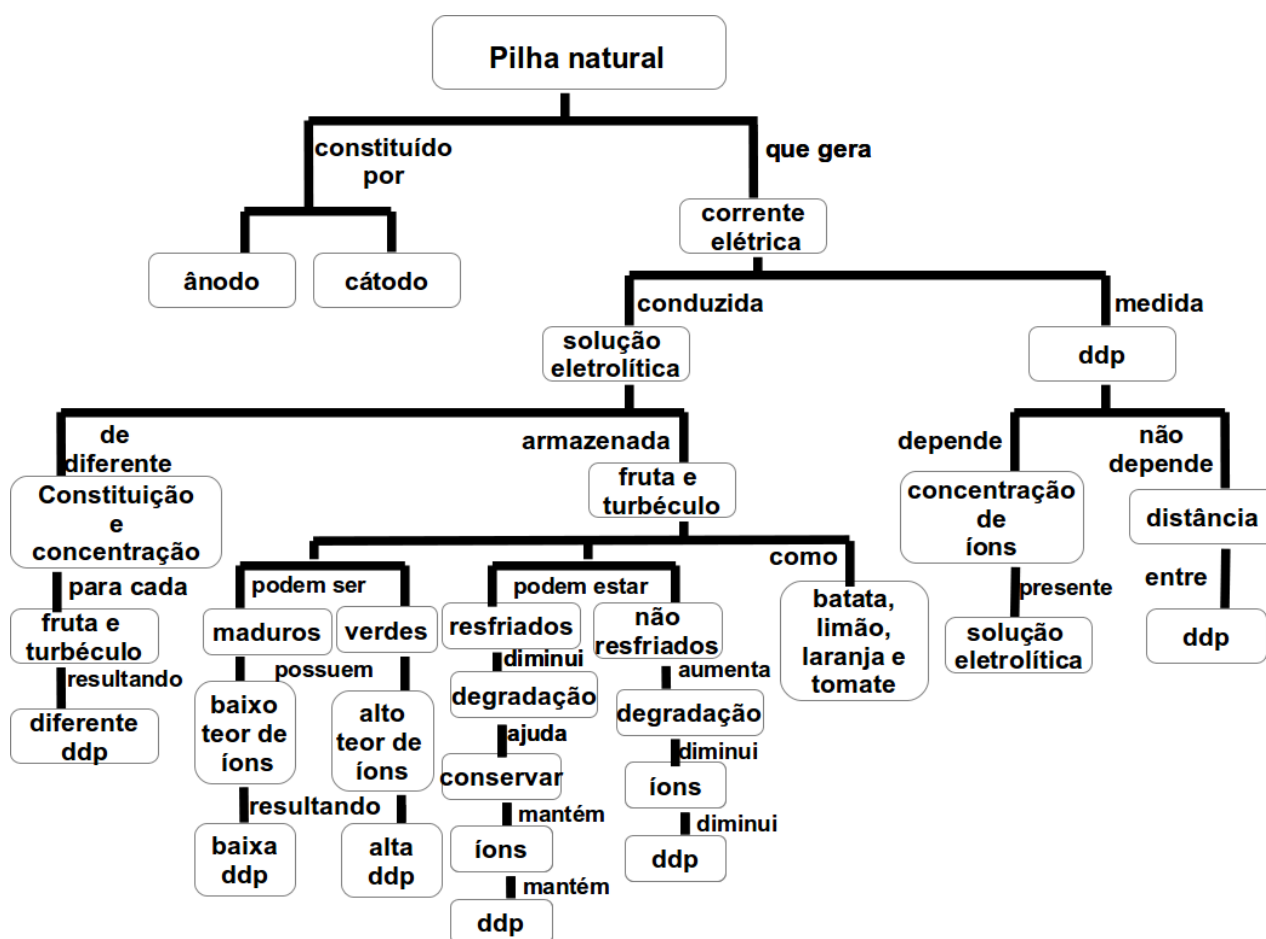 Pilha natural
constituído
por
que gera
corrente
elétrica
ânodo
cátodo
conduzida
medida
solução
eletrolítica
ddp
de
diferente
armazenada
depende
não
depende
Constituição
e
concentração
fruta e
turbéculo
concentração
de
íons
distância
para cada
podem ser
podem estar
como
presente
entre
fruta e
turbéculo
maduros
verdes
resfriados
não
resfriados
batata,
limão,
laranja e
tomate
solução
eletrolítica
ddp
resultando
possuem
diminui
aumenta
diferente
ddp
baixo
teor de
íons
alto
teor de
íons
degradação
degradação
ajuda
diminui
conservar
íons
resultando
mantém
diminui
baixa
ddp
alta
ddp
íons
ddp
mantém
ddp